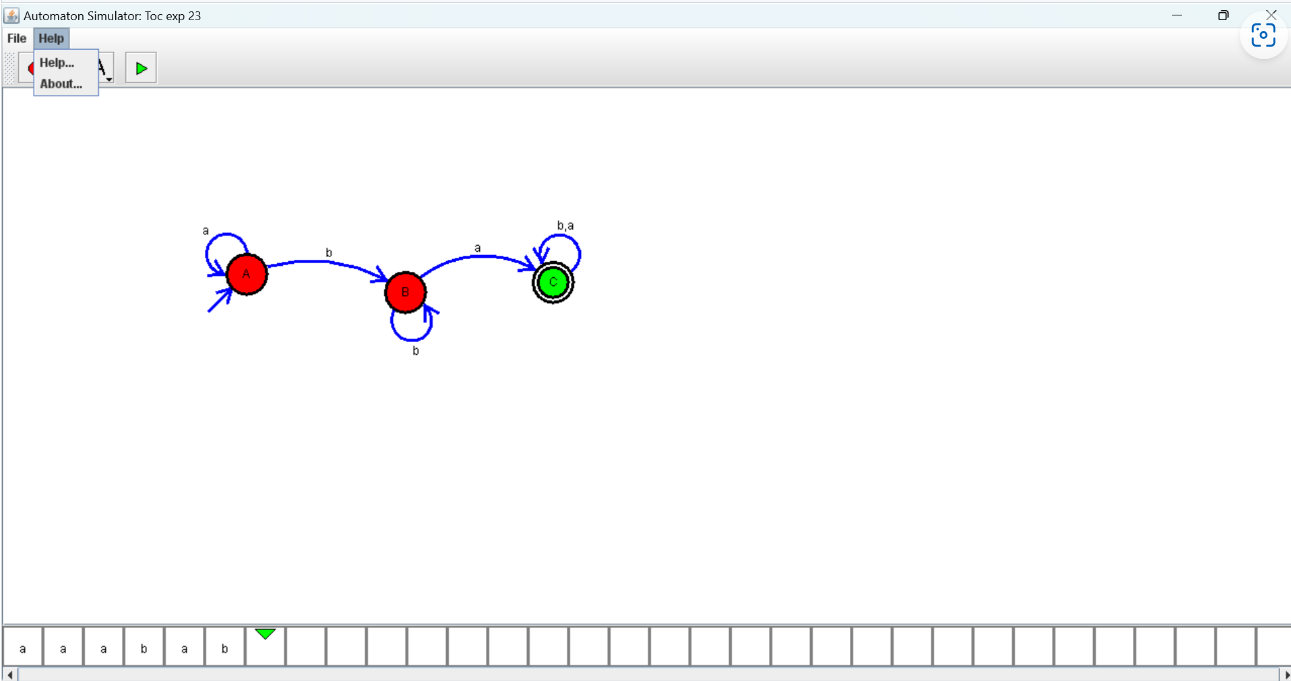 Automaton Simulator: Toc exp 23
File Help
Help...
About...
A
b,a
a
a
b
A
C
B
b
a a a b a b